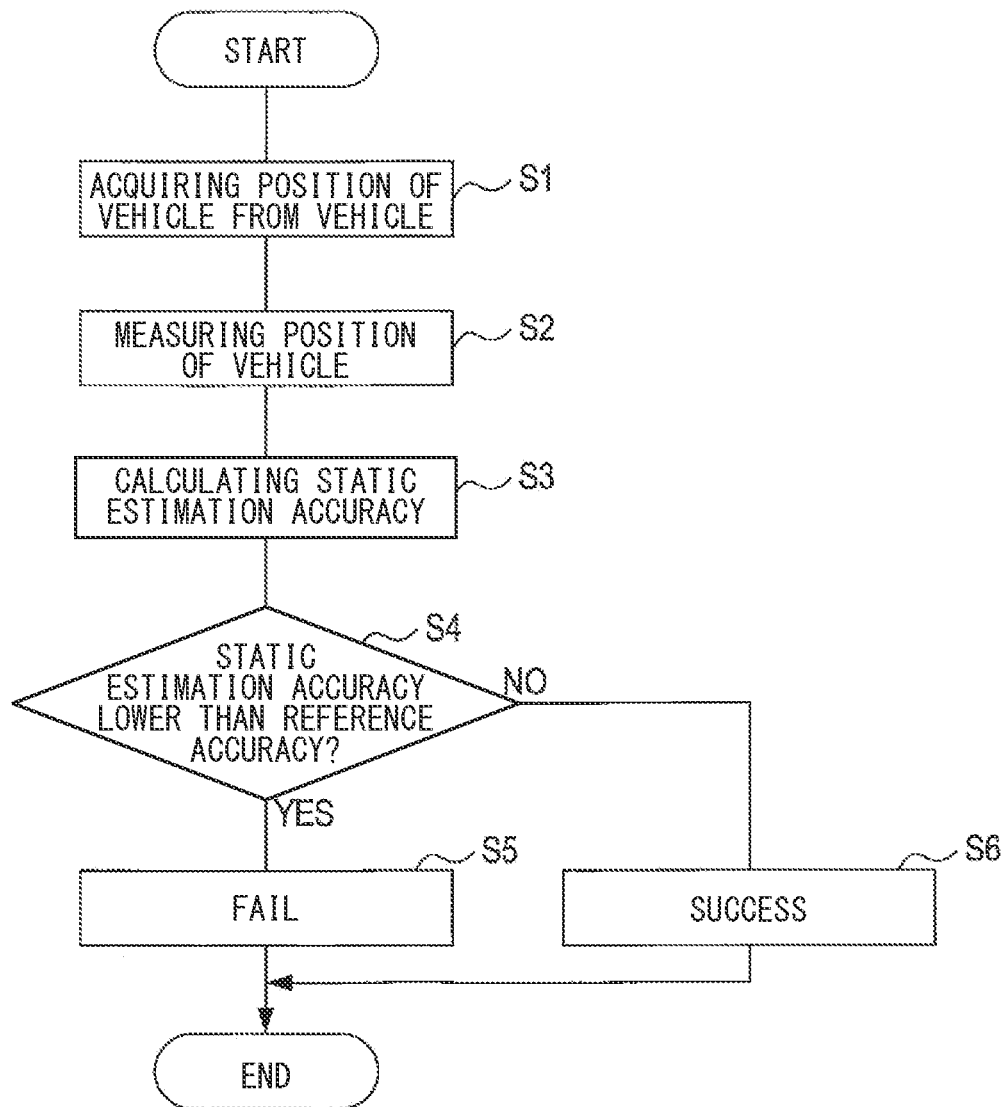 START
ACQUIRING POSITION OF
VEHICLE FROM VEHICLE
S1
MEASURING POSITION
OF VEHICLE
S2
CALCULATING STATIC
ESTIMATION ACCURACY
S3
S4
STATIC
ESTIMATION ACCURACY
LOWER THAN REFERENCE
ACCURACY?
NO
YES
S5
FAIL
S6
SUCCESS
END